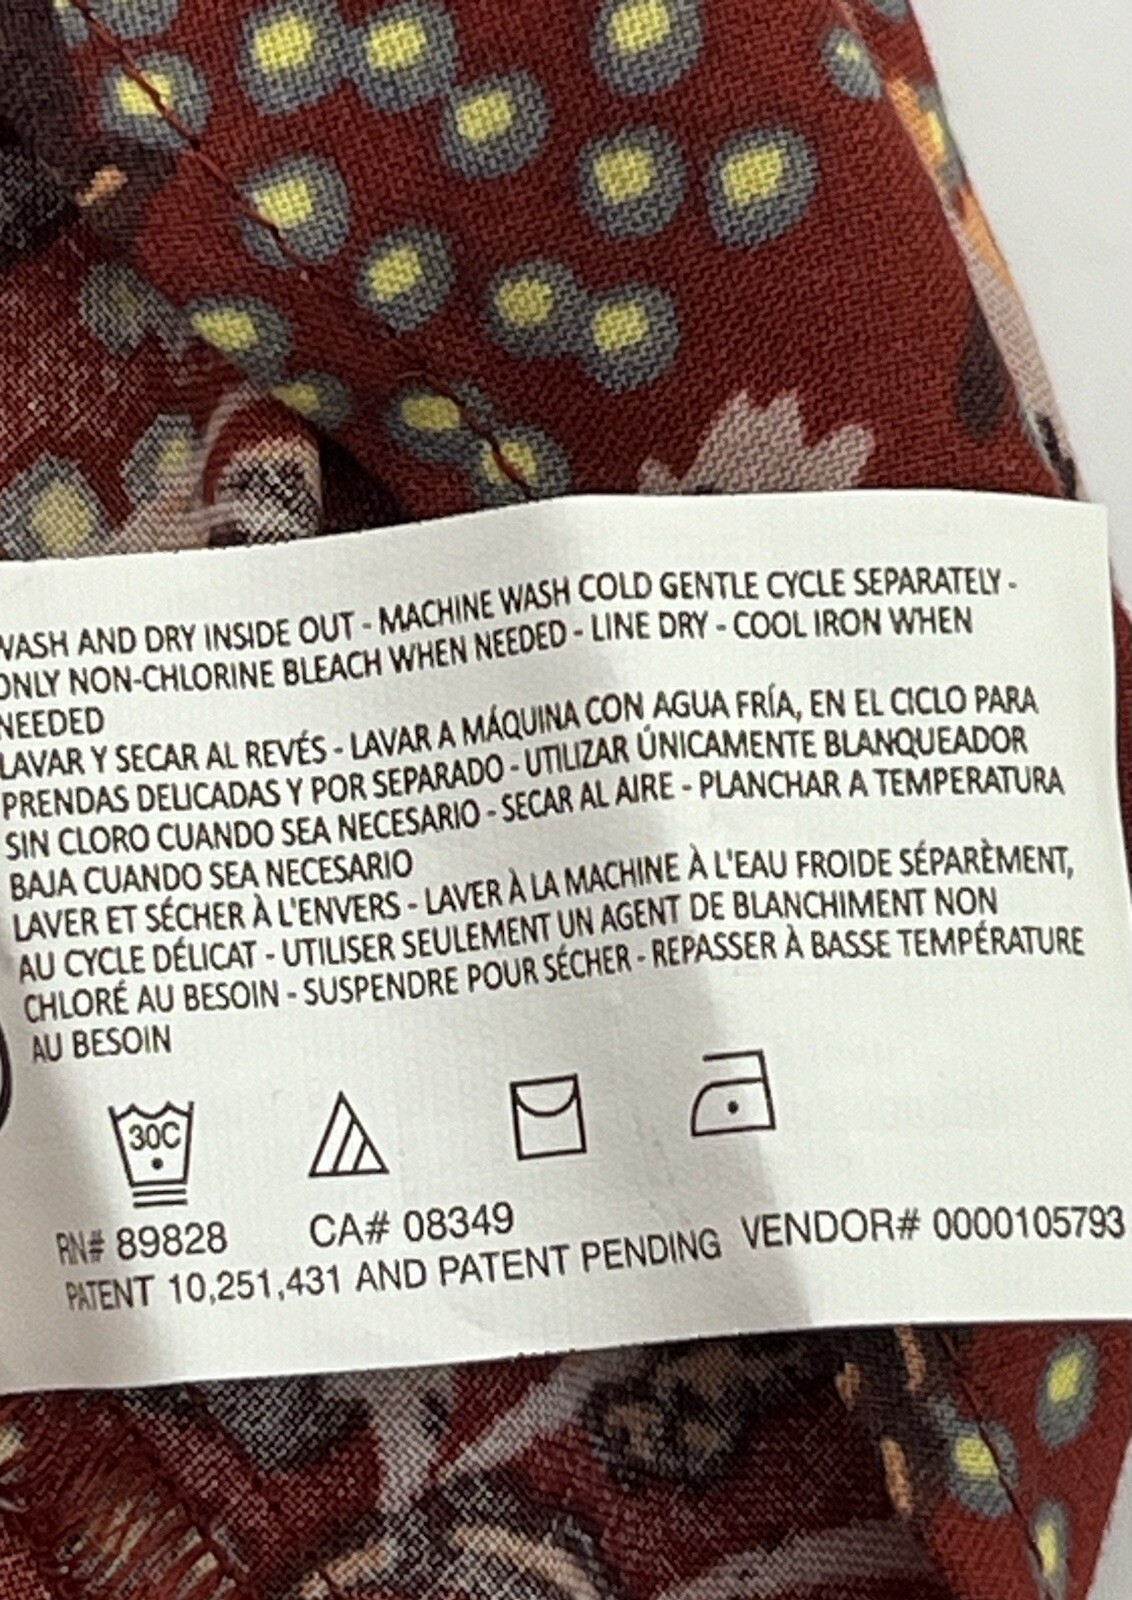 WASH AND DRY INSIDE OUT - MACHINE WASH COLD GENTLE CYCLE SEPARATELY -
ONLY NON-CHLORINE BLEACH WHEN NEEDED - LINE DRY - COOL IRON WHEN
NEEDED
LAVAR Y SECAR AL REVÉS - LAVAR A MÁQUINA CON AGUA FRÍA, EN EL CICLO PARA
PRENDAS DELICADAS Y POR SEPARADO - UTILIZAR ÚNICAMENTE BLANQUEADOR
SIN CLORO CUANDO SEA NECESARIO - SECAR AL AIRE - PLANCHAR A TEMPERATURA
BAJA CUANDO SEA NECESARIO
LAVER ET SÉCHER À L'ENVERS - LAVER À LA MACHINE À L'EAU FROIDE SÉPARÈMENT,
AU CYCLE DÉLICAT - UTILISER SEULEMENT UN AGENT DE BLANCHIMENT NON
CHLORÉ AU BESOIN - SUSPENDRE POUR SÉCHER - REPASSER À BASSE TEMPÉRATURE
AU BESOIN
30C
RN# 89828 CA# 08349 VENDOR# 0000105793
PATENT 10,251,431 AND PATENT PENDING